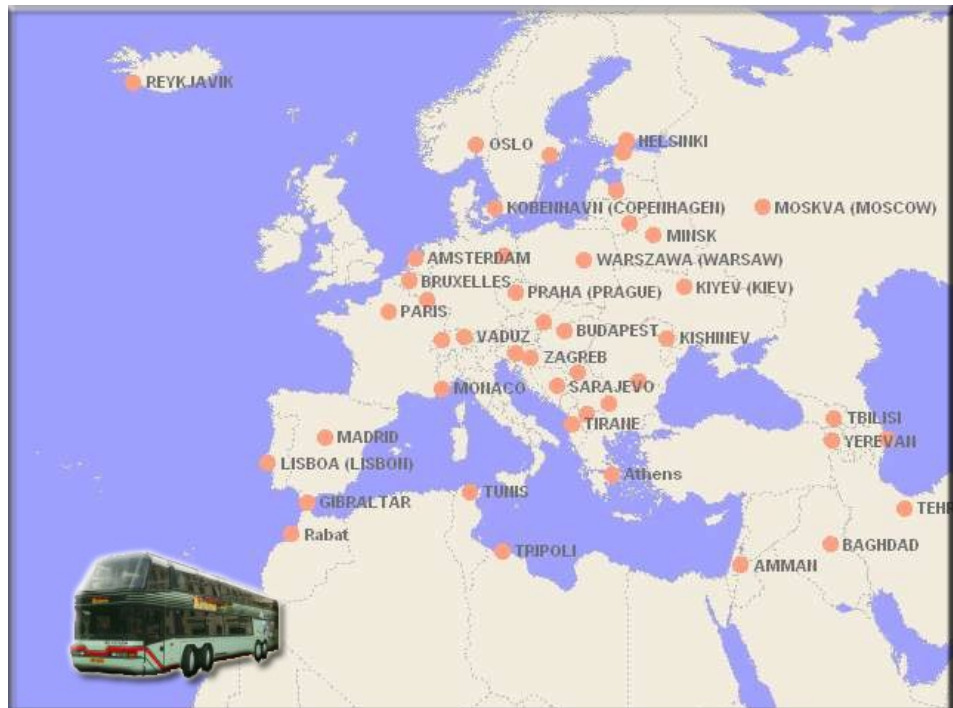 REYKJAVIK
OSLO
HELSINKI
KOBENHAVN (COPENHAGEN)
MOSKVA (MOSCOW)
MINSK
AMSTERDAM
WARSZAWA (WARSAW)
BRUXELLES
PRAHA (PRAGUE)
KIYEV (KIEV)
PARIS
VADUZ
BUDAPEST
KISHINEV
ZAGREB
MONACO
SARAJEVO
TIRANE
TBILISI
MADRID
YEREVAN
LISBOA (LISBON)
Athens
TUNIS
GIBRALTAR
TEHR
Rabat
BAGHDAD
TRIPOLI
AMMAN